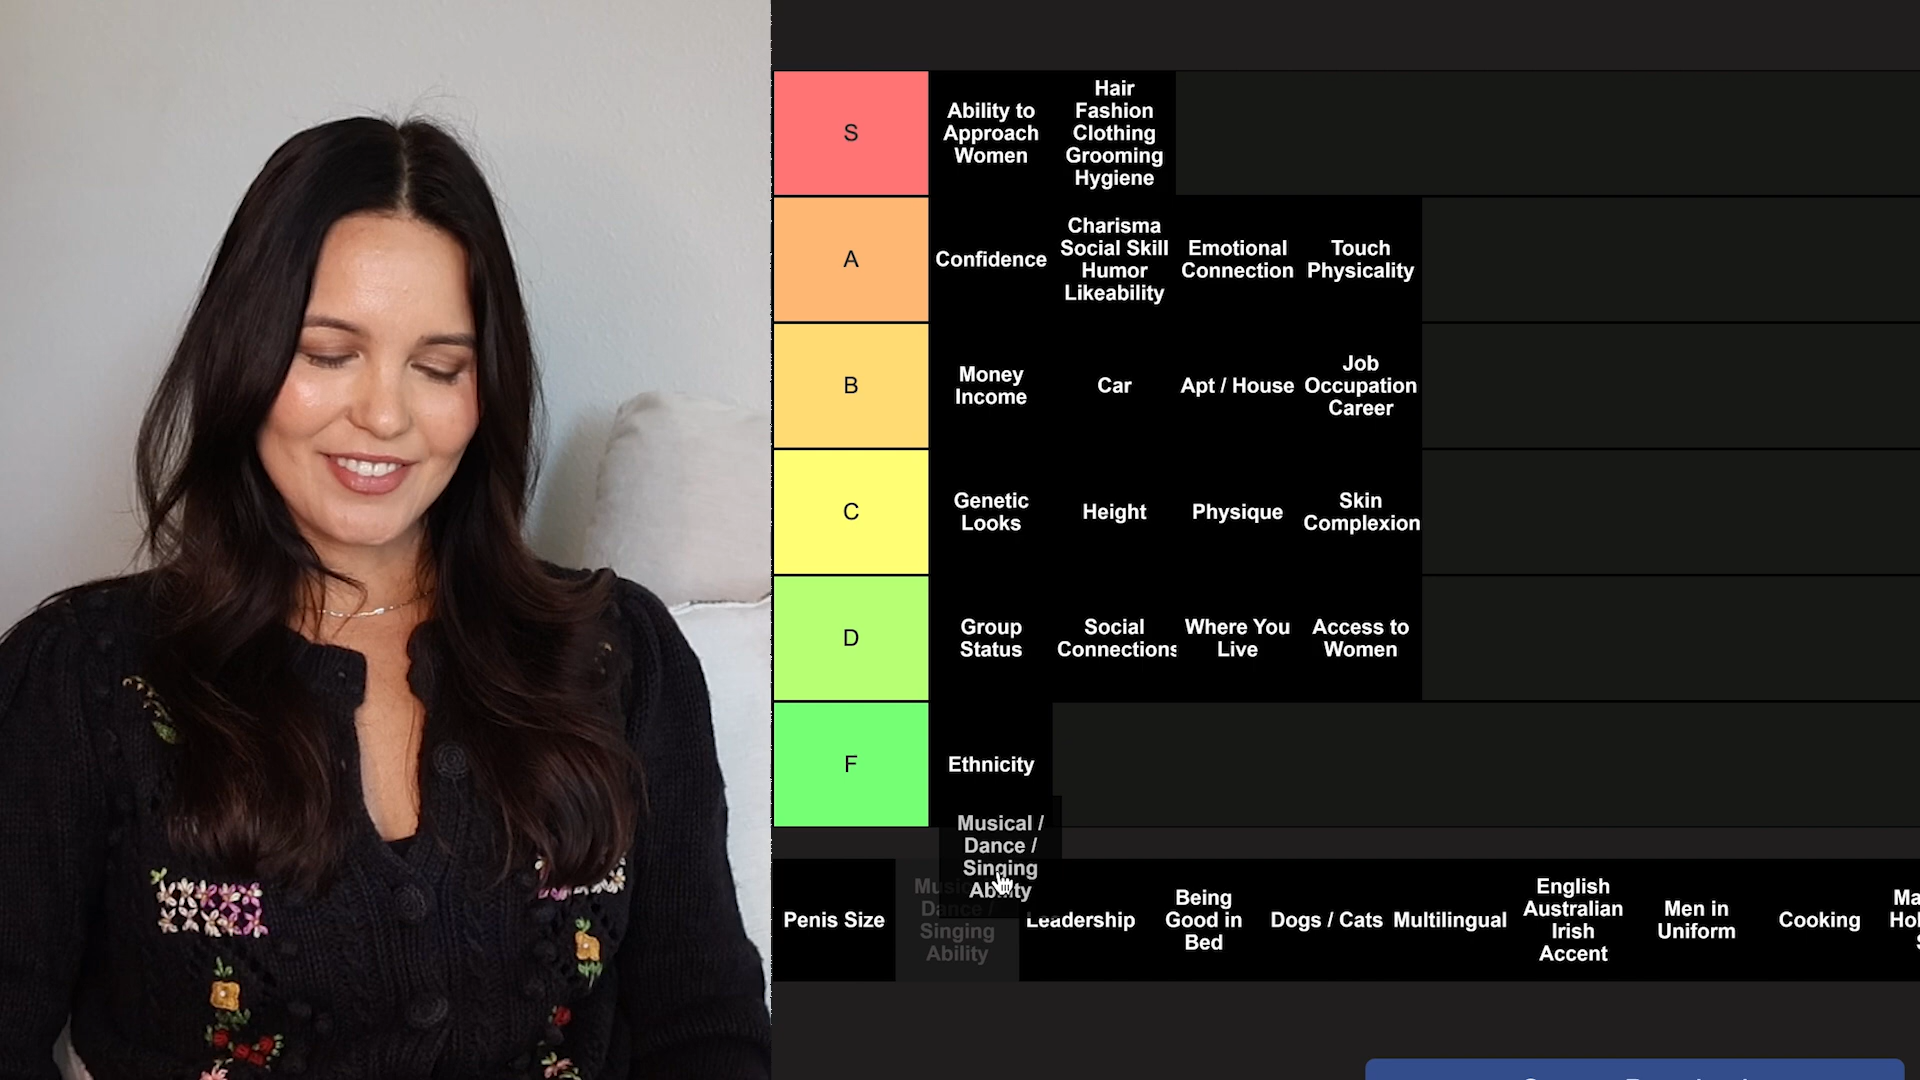 S
Ability to
Approach
Women
Hair
Fashion
Clothing
Grooming
Hygiene
A
Confidence
Charisma
Social Skill
Humor
Likeability
Emotional
Connection
Touch
Physicality
B
Money
Income
Car
Apt / House
Job
Occupation
Career
C
Genetic
Looks
Height
Physique
Skin
Complexion
D
Group
Status
Social
Connections
Where You
Live
Access to
Women
F
Ethnicity
Musical /
Dance /
Singing
Ability
Penis Size
Singing
Ability
Leadership
Being
Good in
Bed
Dogs / Cats
Multilingual
English
Australian
Irish
Accent
Men in
Uniform
Cooking